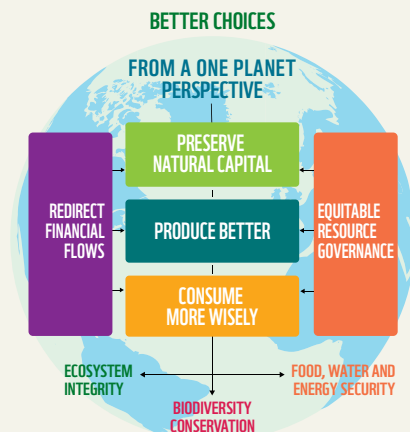 BETTER CHOICES
FROM A ONE PLANET
PERSPECTIVE
PRESERVE
NATURAL CAPITAL
REDIRECT
FINANCIAL
FLOWS
PRODUCE BETTER
EQUITABLE
RESOURCE
GOVERNANCE
CONSUME
MORE WISELY
ECOSYSTEM
INTEGRITY
FOOD, WATER AND
ENERGY SECURITY
BIODIVERSITY
CONSERVATION